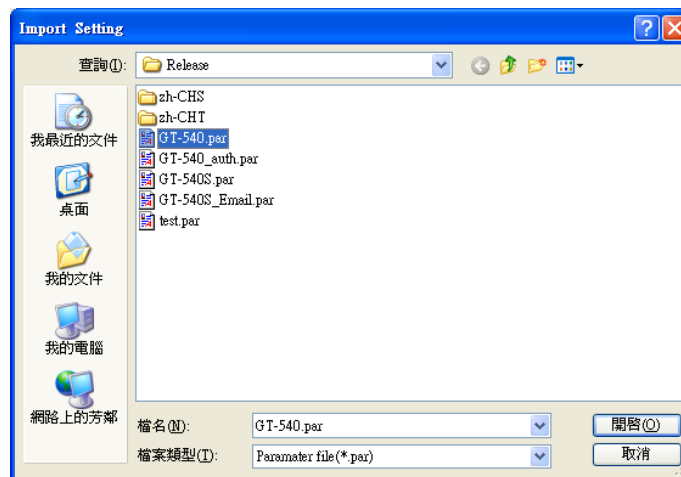 Import Setting
查詢(I):
Release
zh-CHS
zh-CHT
GT-540.par
GT-540_auth.par
GT-540S.par
GT-540S_Email.par
test.par
我最近的文件
桌面
我的文件
我的電腦
網路上的芳鄰
檔名(N):
GT-540.par
開啓(O)
檔案類型(T):
Paramater file(*.par)
取消